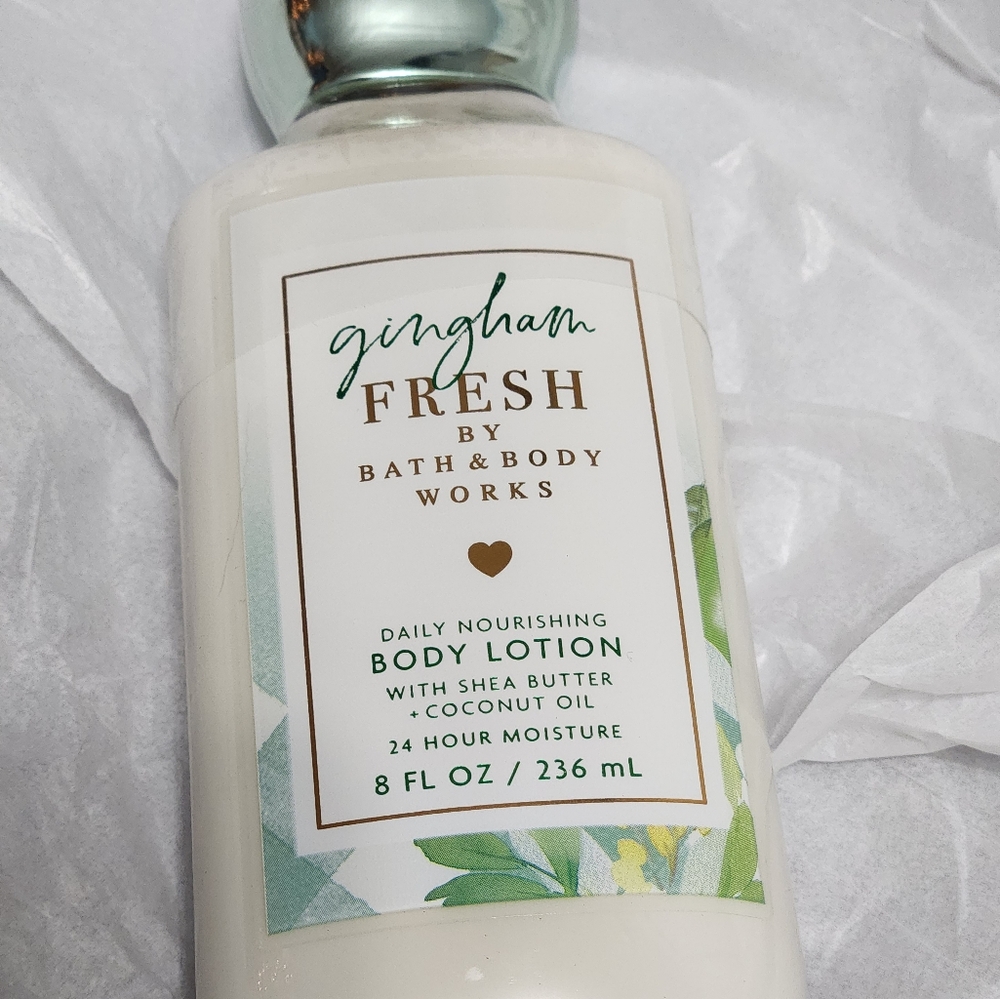 gingham
FRESH
BY
BATH & BODY
WORKS
DAILY NOURISHING
BODY LOTION
WITH SHEA BUTTER
+COCONUT OIL
24 HOUR MOISTURE
8 FL OZ / 236 mL